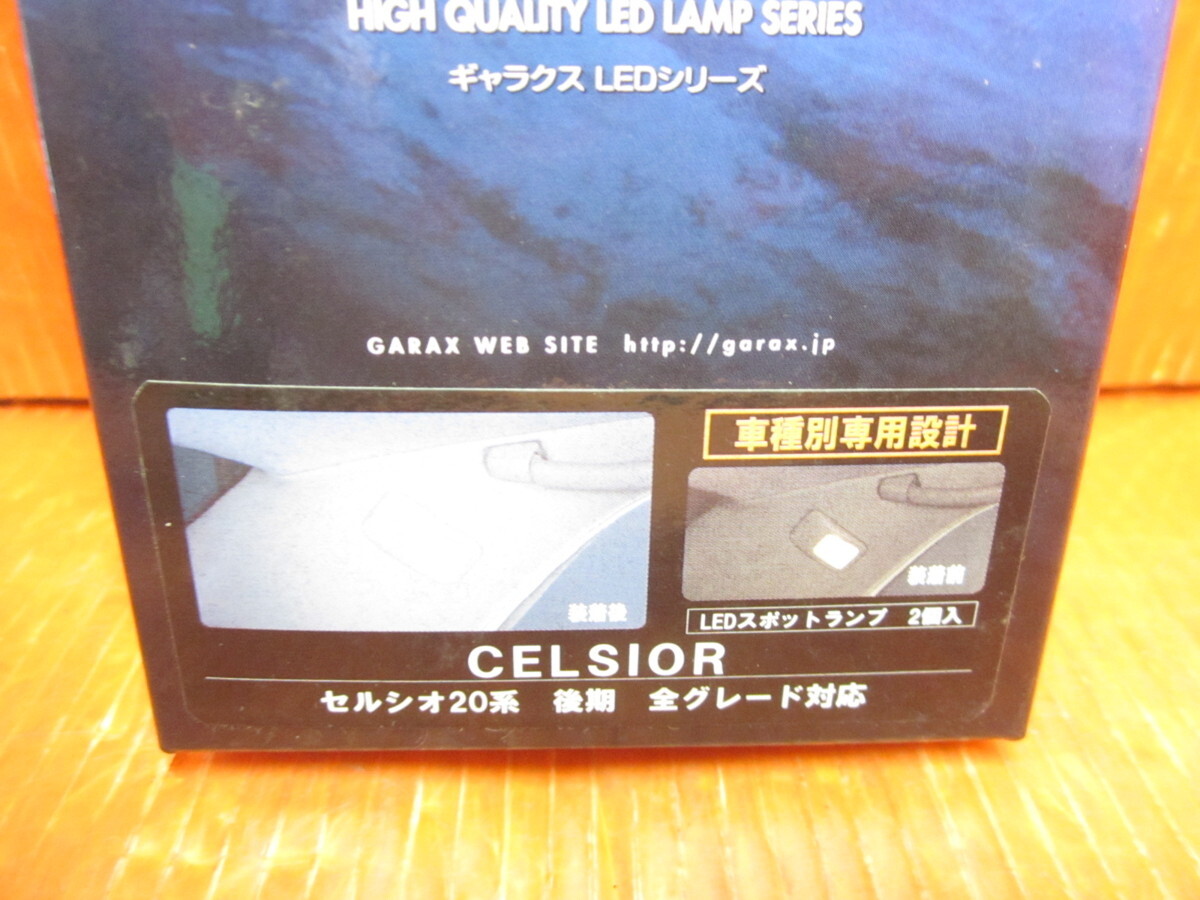 HIGH QUALITY LED LAMP SERIES
ギャラクス LEDシリーズ
GARAX WEB SITE http://garax.jp
車種別専用設計
装着後
装着前
LEDスポットランプ 2個入
CELSIOR
セルシオ20系 後期 全グレード対応